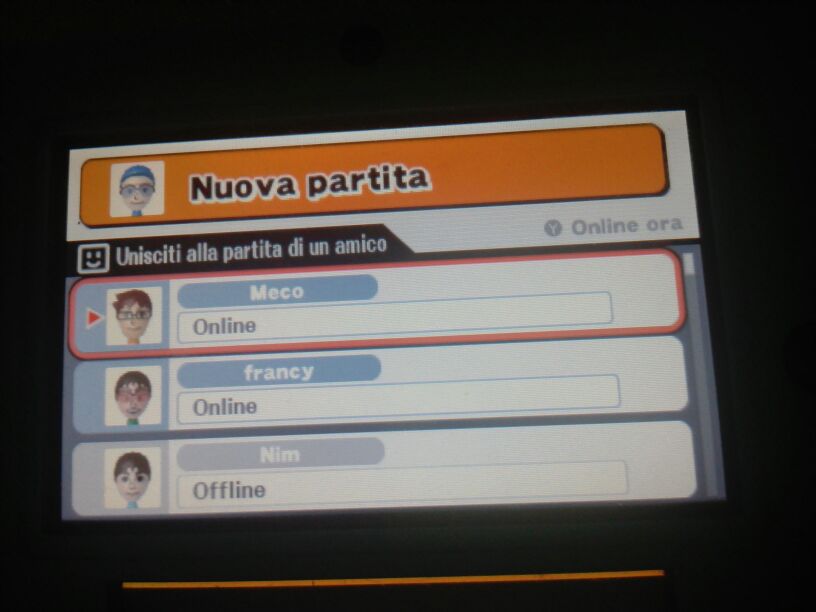 Nuova partita
Y Online ora
Unisciti alla partita di un amico
Meco
Online
francy
Online
Nim
Offline